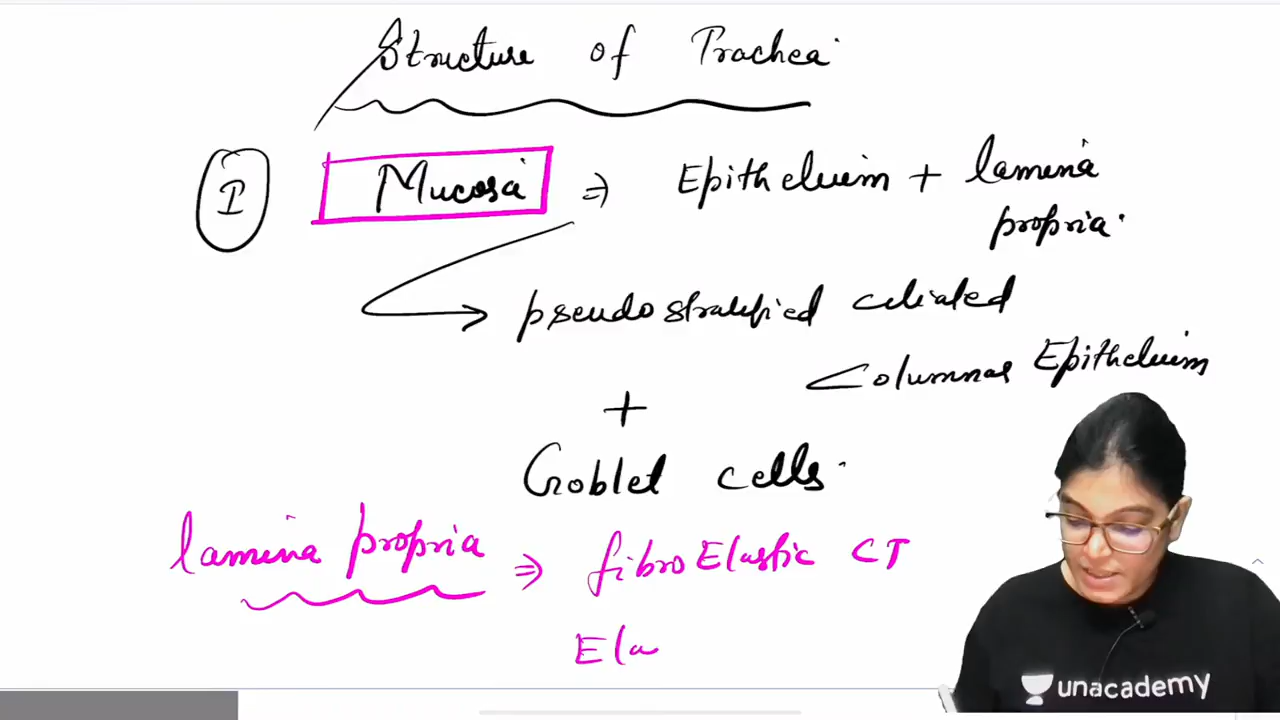 Structure of Trachea
I Mucosa ⇒ Epithelium + lamina
propria.
pseudostratified ciliated
Columnar Epithelium
+
Goblet cells.
lamina propria ⇒ fibroElastic CT
Ela
unacademy